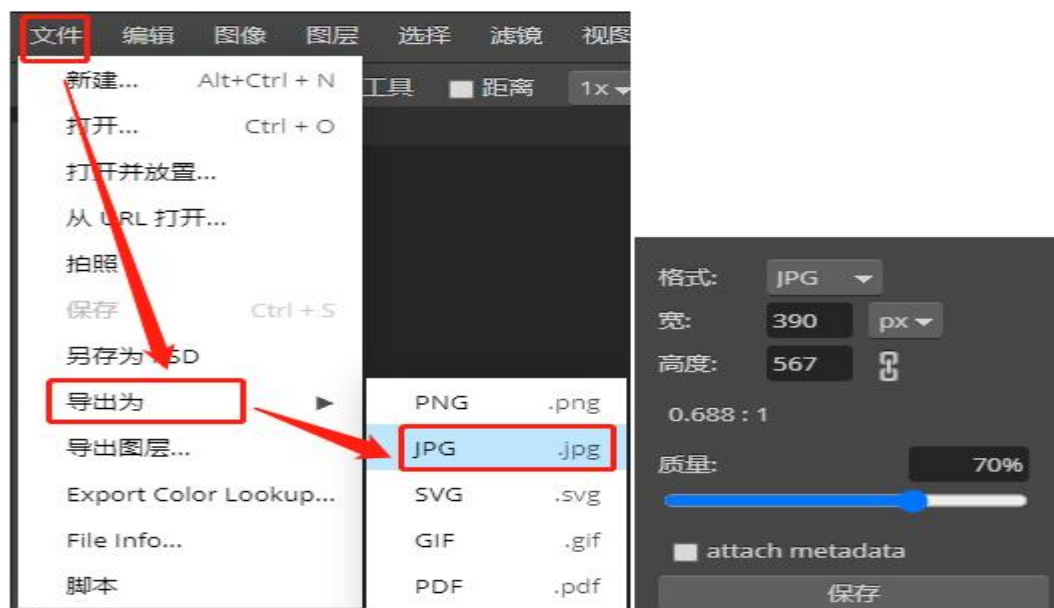 文件 编辑 图像 图层 选择 滤镜 视图
新建... Alt+Ctrl + N
工具 距离 1x
打开... Ctrl + O
打开并放置...
从 URL 打开...
拍照
保存 Ctrl + S
另存为 PSD
导出为
导出图层...
Export Color Lookup...
File Info...
脚本
PNG .png
JPG .jpg
SVG .svg
GIF .gif
PDF .pdf
格式: JPG
宽: 390 px
高度: 567
0.688 : 1
质量: 70%
attach metadata
保存